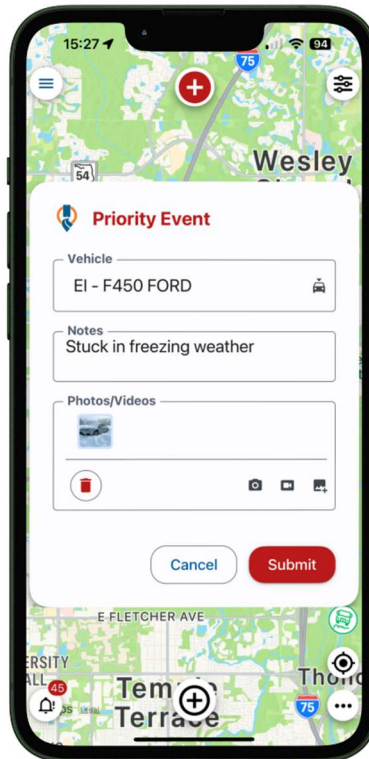 15:27
94
75
54
Wesley
Priority Event
Vehicle
EI - F450 FORD
Notes
Stuck in freezing weather
Photos/Videos
Cancel
Submit
E FLETCHER AVE
45
Temple
Terrace
Legal
75